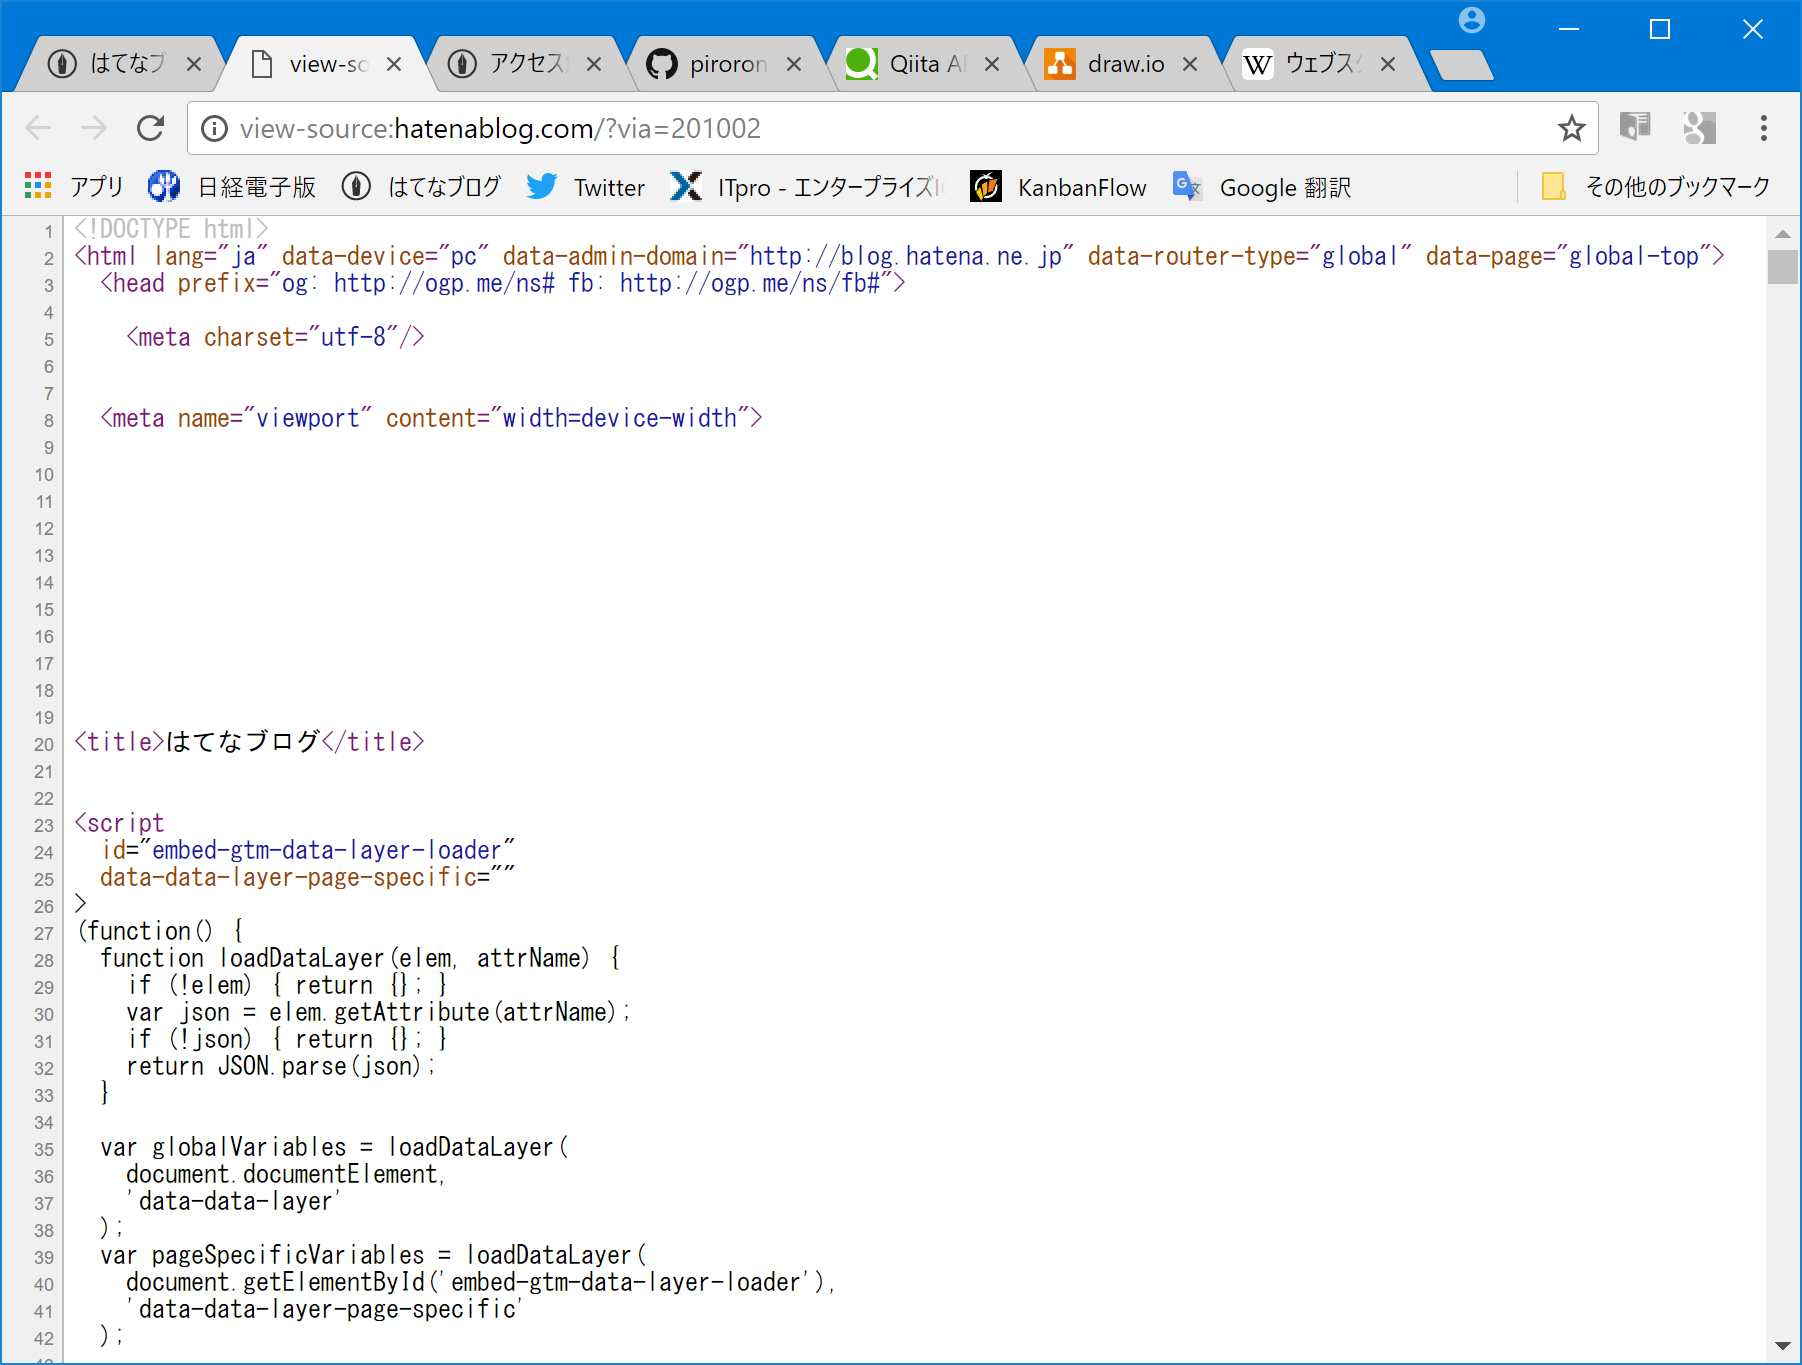 はてなブ
view-so
アクセス
piroron
Qiita A
draw.io
ウェブスク
view-source:hatenablog.com/?via=201002
アプリ 日経電子版 はてなブログ Twitter ITpro - エンタープライズ KanbanFlow Google 翻訳 その他のブックマーク
1 <!DOCTYPE html>
2 <html lang="ja" data-device="pc" data-admin-domain="http://blog.hatena.ne.jp" data-router-type="global" data-page="global-top">
3 <head prefix="og: http://ogp.me/ns# fb: http://ogp.me/ns/fb#">
4
5 <meta charset="utf-8"/>
6
7
8 <meta name="viewport" content="width=device-width">
9
10
11
12
13
14
15
16
17
18
19
20 <title>はてなブログ</title>
21
22
23 <script
24 id="embed-gtm-data-layer-loader"
25 data-data-layer-page-specific=""
26 >
27 (function() {
28 function loadDataLayer(elem, attrName) {
29 if (!elem) { return {}; }
30 var json = elem.getAttribute(attrName);
31 if (!json) { return {}; }
32 return JSON.parse(json);
33 }
34
35 var globalVariables = loadDataLayer(
36 document.documentElement,
37 'data-data-layer'
38 );
39 var pageSpecificVariables = loadDataLayer(
40 document.getElementById('embed-gtm-data-layer-loader'),
41 'data-data-layer-page-specific'
42 );